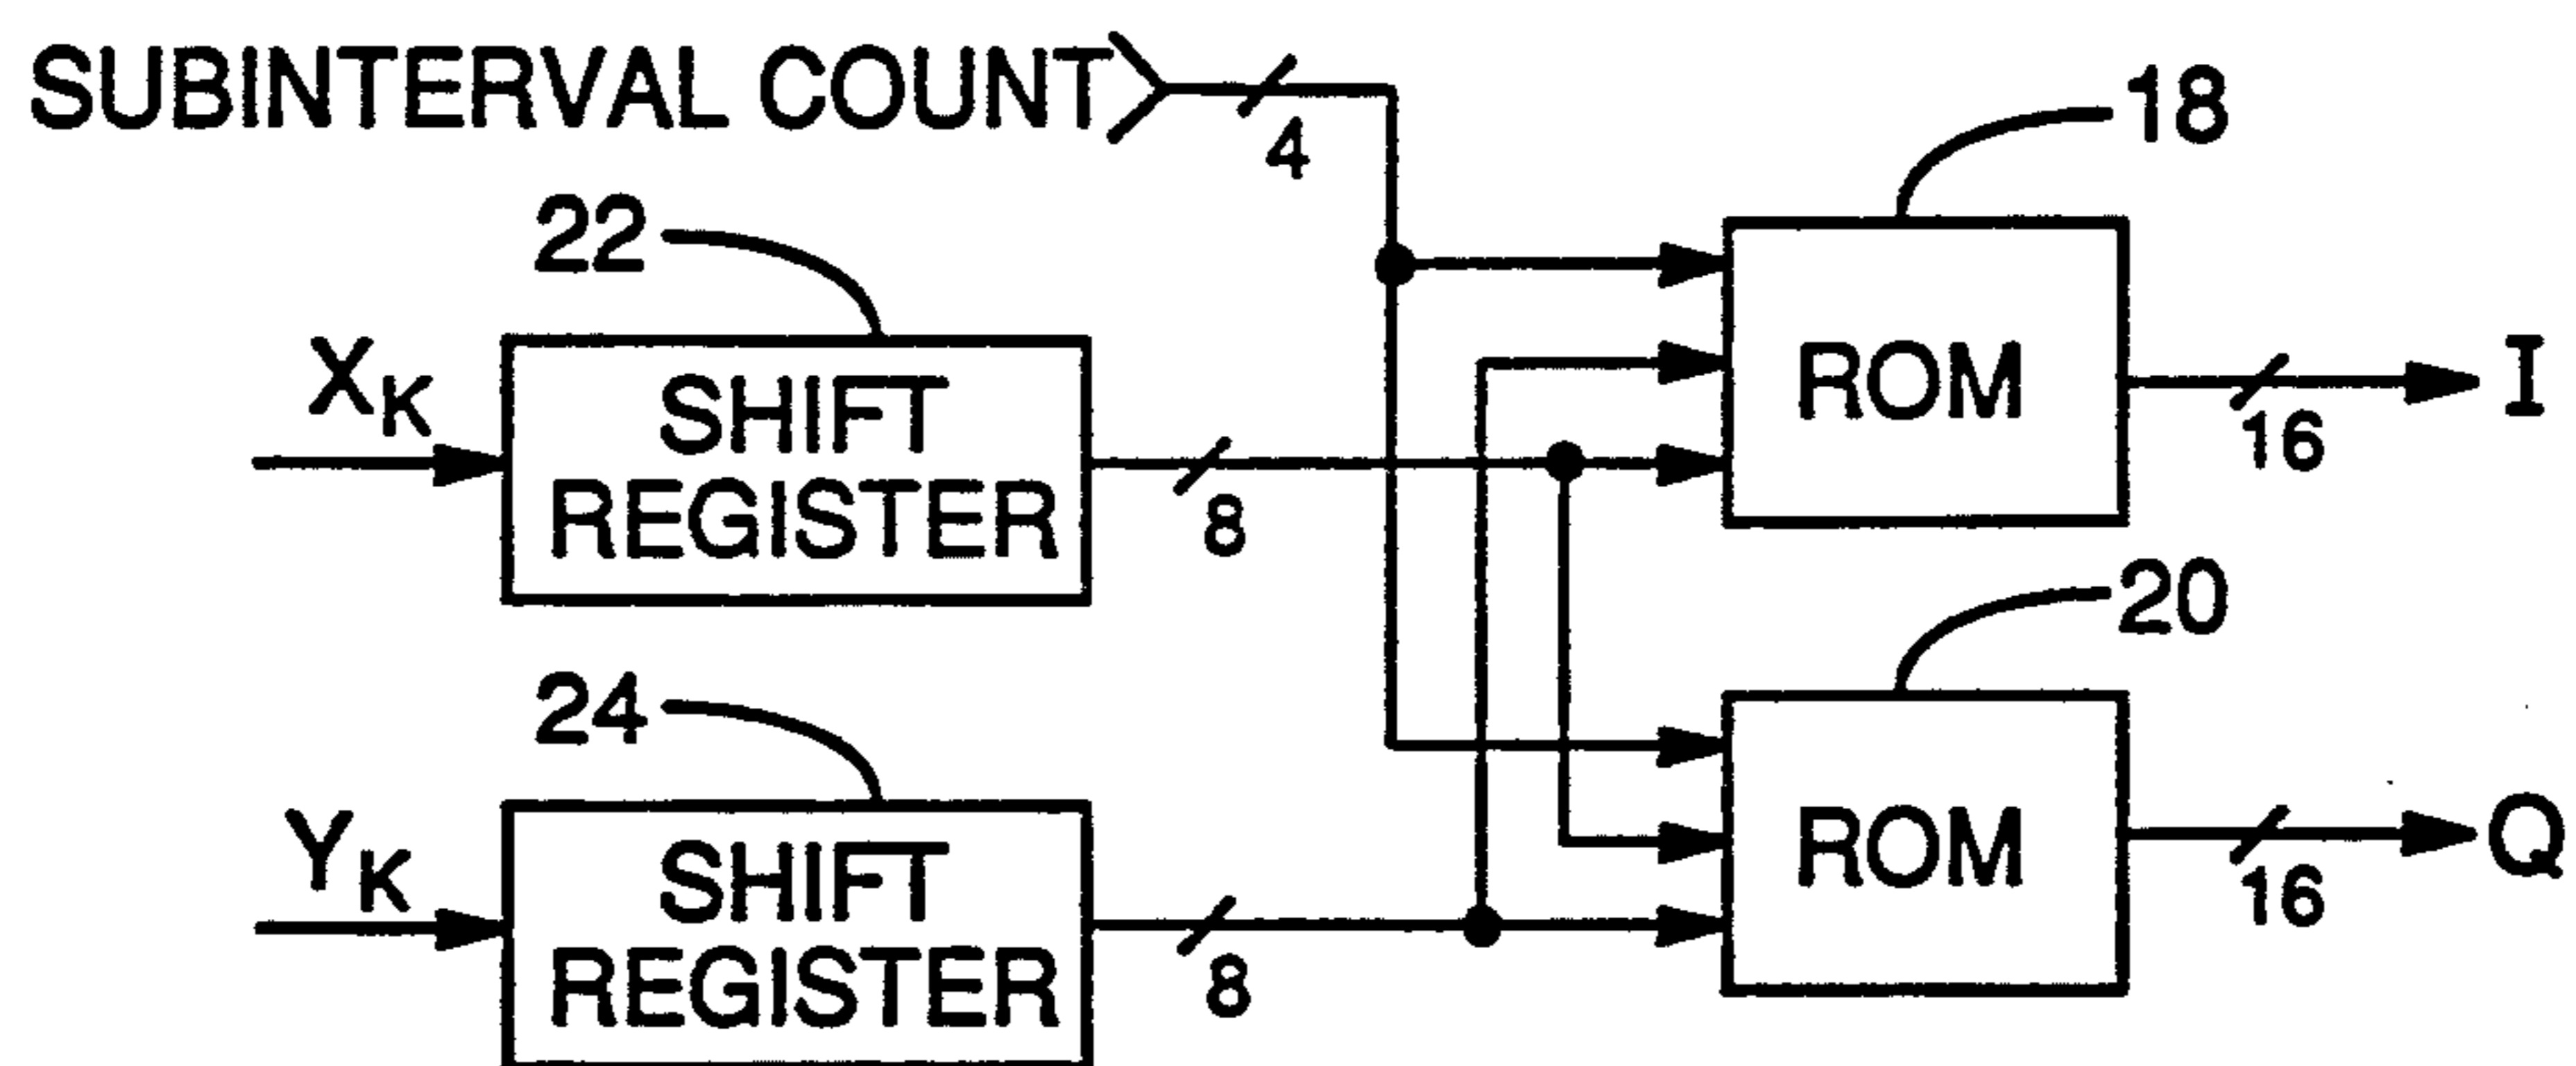 SUBINTERVAL COUNT
4
18
22
X_K
SHIFT
REGISTER
8
ROM
16
I
24
20
Y_K
SHIFT
REGISTER
8
ROM
16
Q